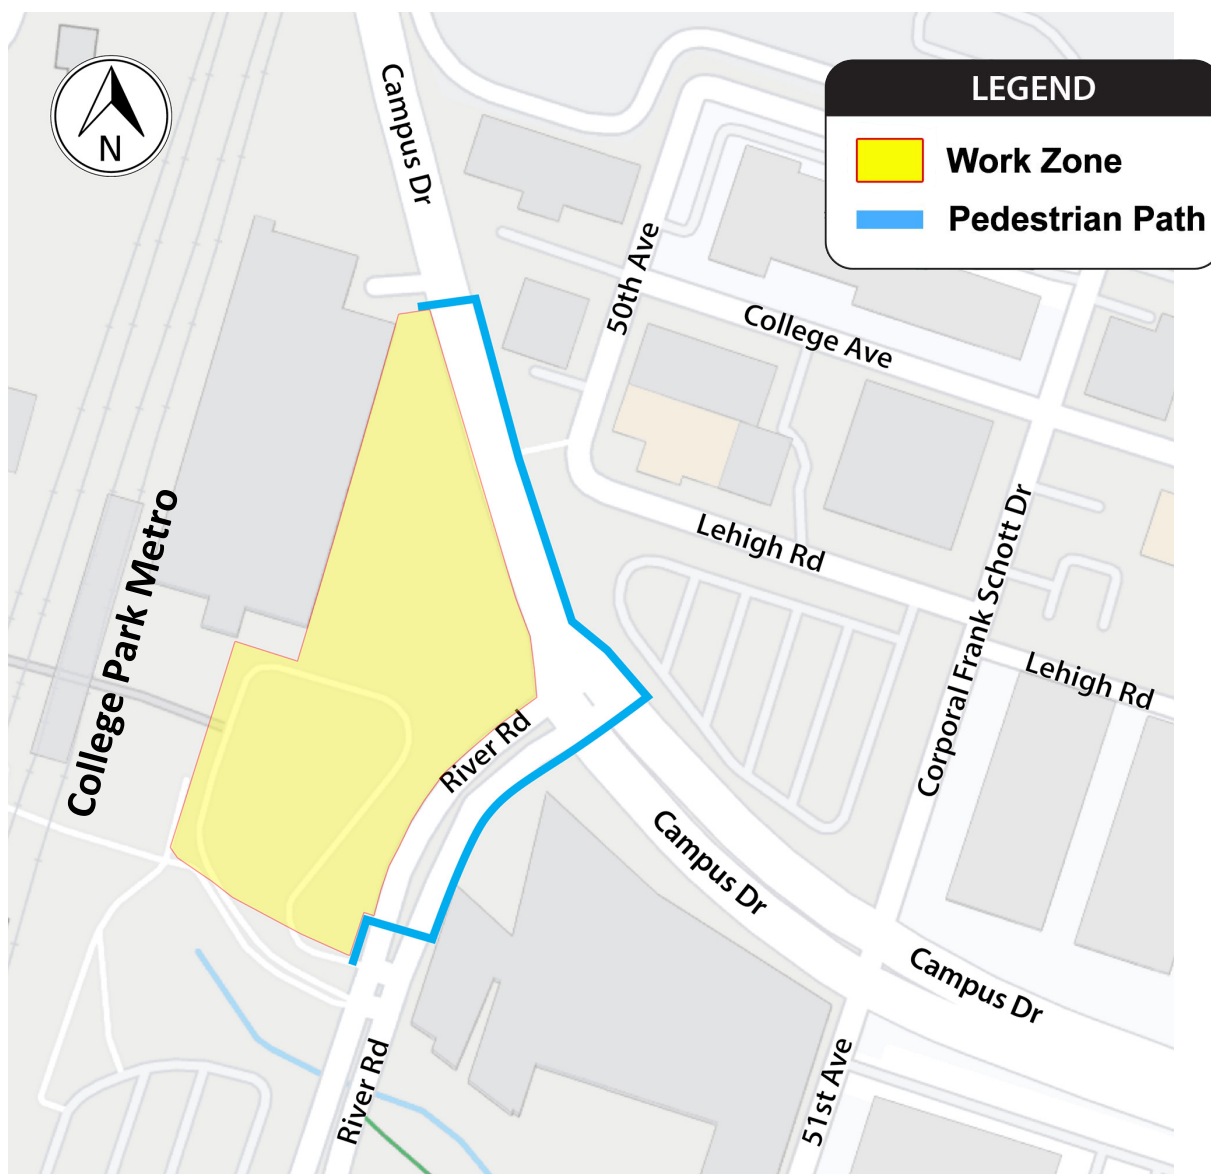 LEGEND
Work Zone
Pedestrian Path
N
Campus Dr
50th Ave
College Ave
Lehigh Rd
Corporal Frank Schott Dr
Lehigh Rd
College Park Metro
River Rd
Campus Dr
Campus Dr
River Rd
51st Ave